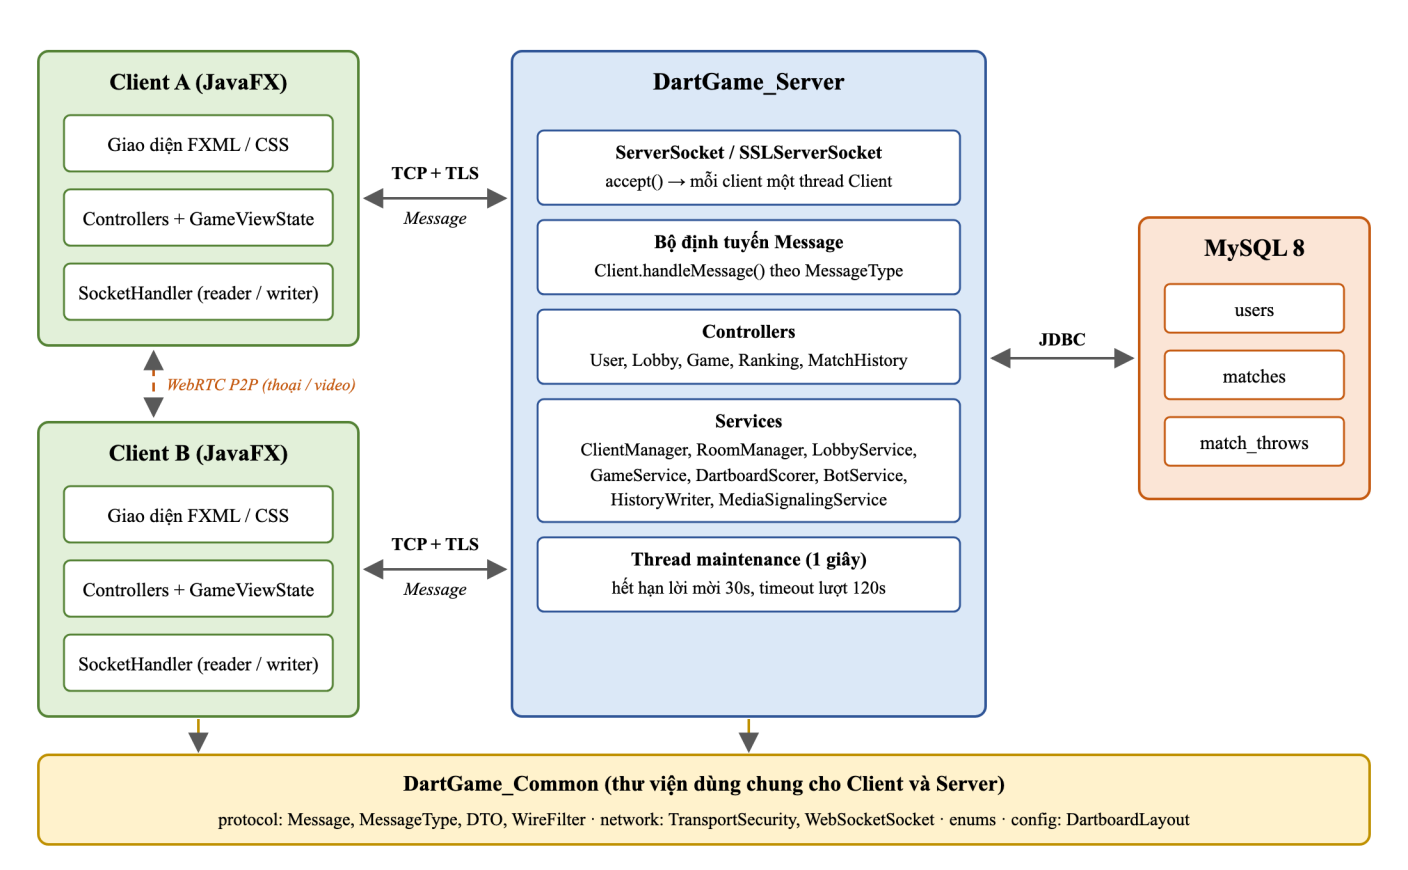 Client A (JavaFX)
Giao diện FXML / CSS
Controllers + GameViewState
SocketHandler (reader / writer)
WebRTC P2P (thoại / video)
Client B (JavaFX)
Giao diện FXML / CSS
Controllers + GameViewState
SocketHandler (reader / writer)
TCP + TLS
Message
TCP + TLS
Message
DartGame_Server
ServerSocket / SSLServerSocket
accept() → mỗi client một thread Client
Bộ định tuyến Message
Client.handleMessage() theo MessageType
Controllers
User, Lobby, Game, Ranking, MatchHistory
Services
ClientManager, RoomManager, LobbyService,
GameService, DartboardScorer, BotService,
HistoryWriter, MediaSignalingService
Thread maintenance (1 giây)
hết hạn lời mời 30s, timeout lượt 120s
JDBC
MySQL 8
users
matches
match_throws
DartGame_Common (thư viện dùng chung cho Client và Server)
protocol: Message, MessageType, DTO, WireFilter · network: TransportSecurity, WebSocketSocket · enums · config: DartboardLayout